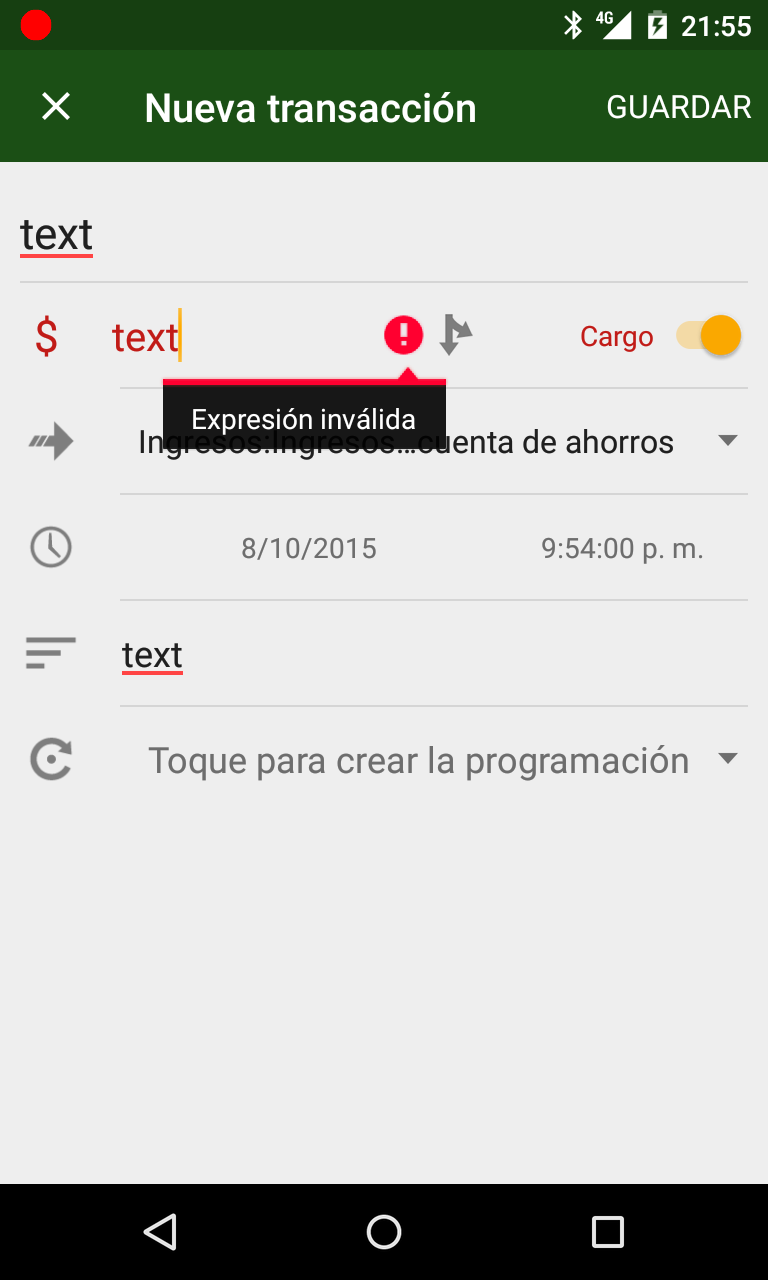 4G 21:55
Nueva transacción GUARDAR
text
$ text Cargo
Expresión inválida
Ingresos:Ingresos…cuenta de ahorros
8/10/2015 9:54:00 p. m.
text
Toque para crear la programación